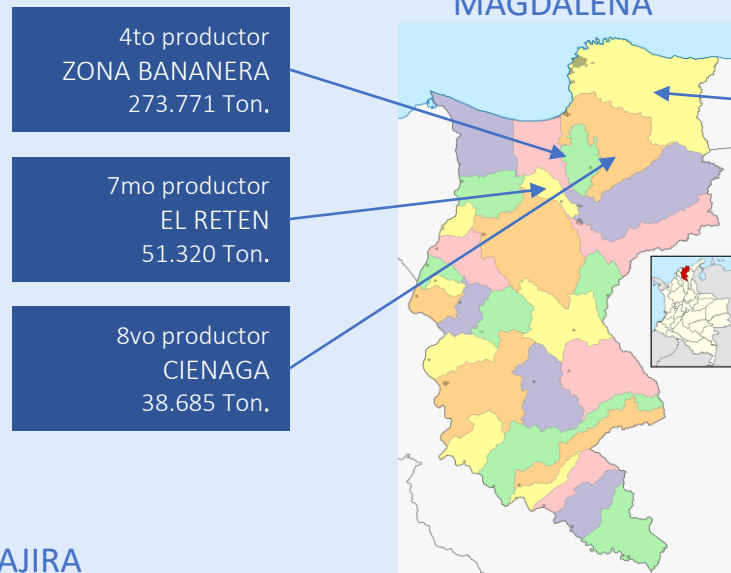 MAGDALENA
4to productor
ZONA BANANERA
273.771 Ton.
7mo productor
EL RETEN
51.320 Ton.
8vo productor
CIENAGA
38.685 Ton.
AJIRA